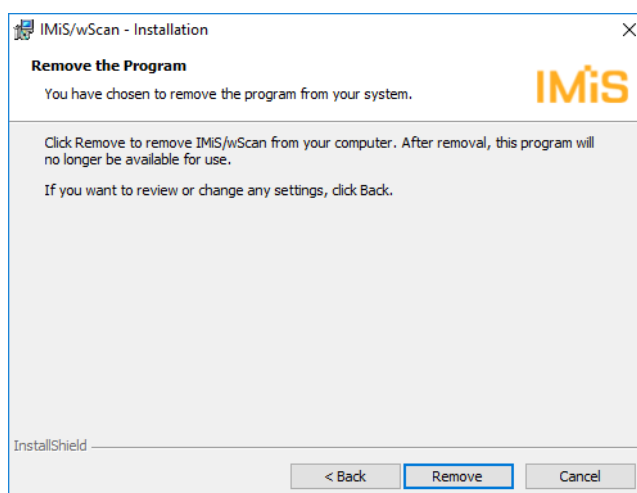 IMiS/wScan - Installation
Remove the Program
You have chosen to remove the program from your system.
IMiS
Click Remove to remove IMiS/wScan from your computer. After removal, this program will
no longer be available for use.
If you want to review or change any settings, click Back.
InstallShield
< Back
Remove
Cancel